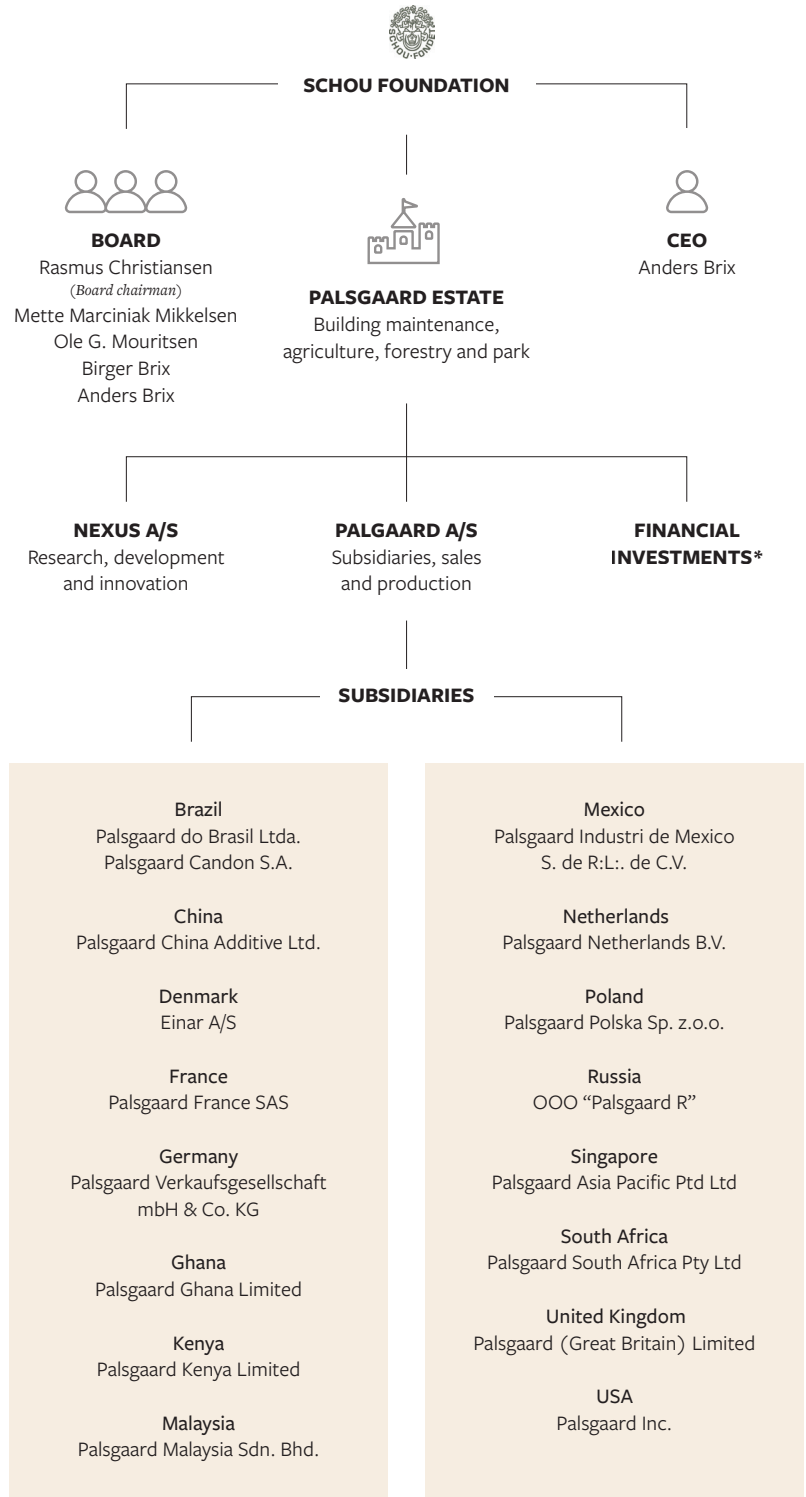 SCHOU·FONDET
SCHOU FOUNDATION
BOARD
Rasmus Christiansen
(Board chairman)
Mette Marciniak Mikkelsen
Ole G. Mouritsen
Birger Brix
Anders Brix
PALSGAARD ESTATE
Building maintenance,
agriculture, forestry and park
CEO
Anders Brix
NEXUS A/S
Research, development
and innovation
PALGAARD A/S
Subsidiaries, sales
and production
FINANCIAL
INVESTMENTS*
SUBSIDIARIES
Brazil
Palsgaard do Brasil Ltda.
Palsgaard Candon S.A.
China
Palsgaard China Additive Ltd.
Denmark
Einar A/S
France
Palsgaard France SAS
Germany
Palsgaard Verkaufsgesellschaft
mbH & Co. KG
Ghana
Palsgaard Ghana Limited
Kenya
Palsgaard Kenya Limited
Malaysia
Palsgaard Malaysia Sdn. Bhd.
Mexico
Palsgaard Industri de Mexico
S. de R:L:. de C.V.
Netherlands
Palsgaard Netherlands B.V.
Poland
Palsgaard Polska Sp. z.o.o.
Russia
OOO “Palsgaard R”
Singapore
Palsgaard Asia Pacific Ptd Ltd
South Africa
Palsgaard South Africa Pty Ltd
United Kingdom
Palsgaard (Great Britain) Limited
USA
Palsgaard Inc.